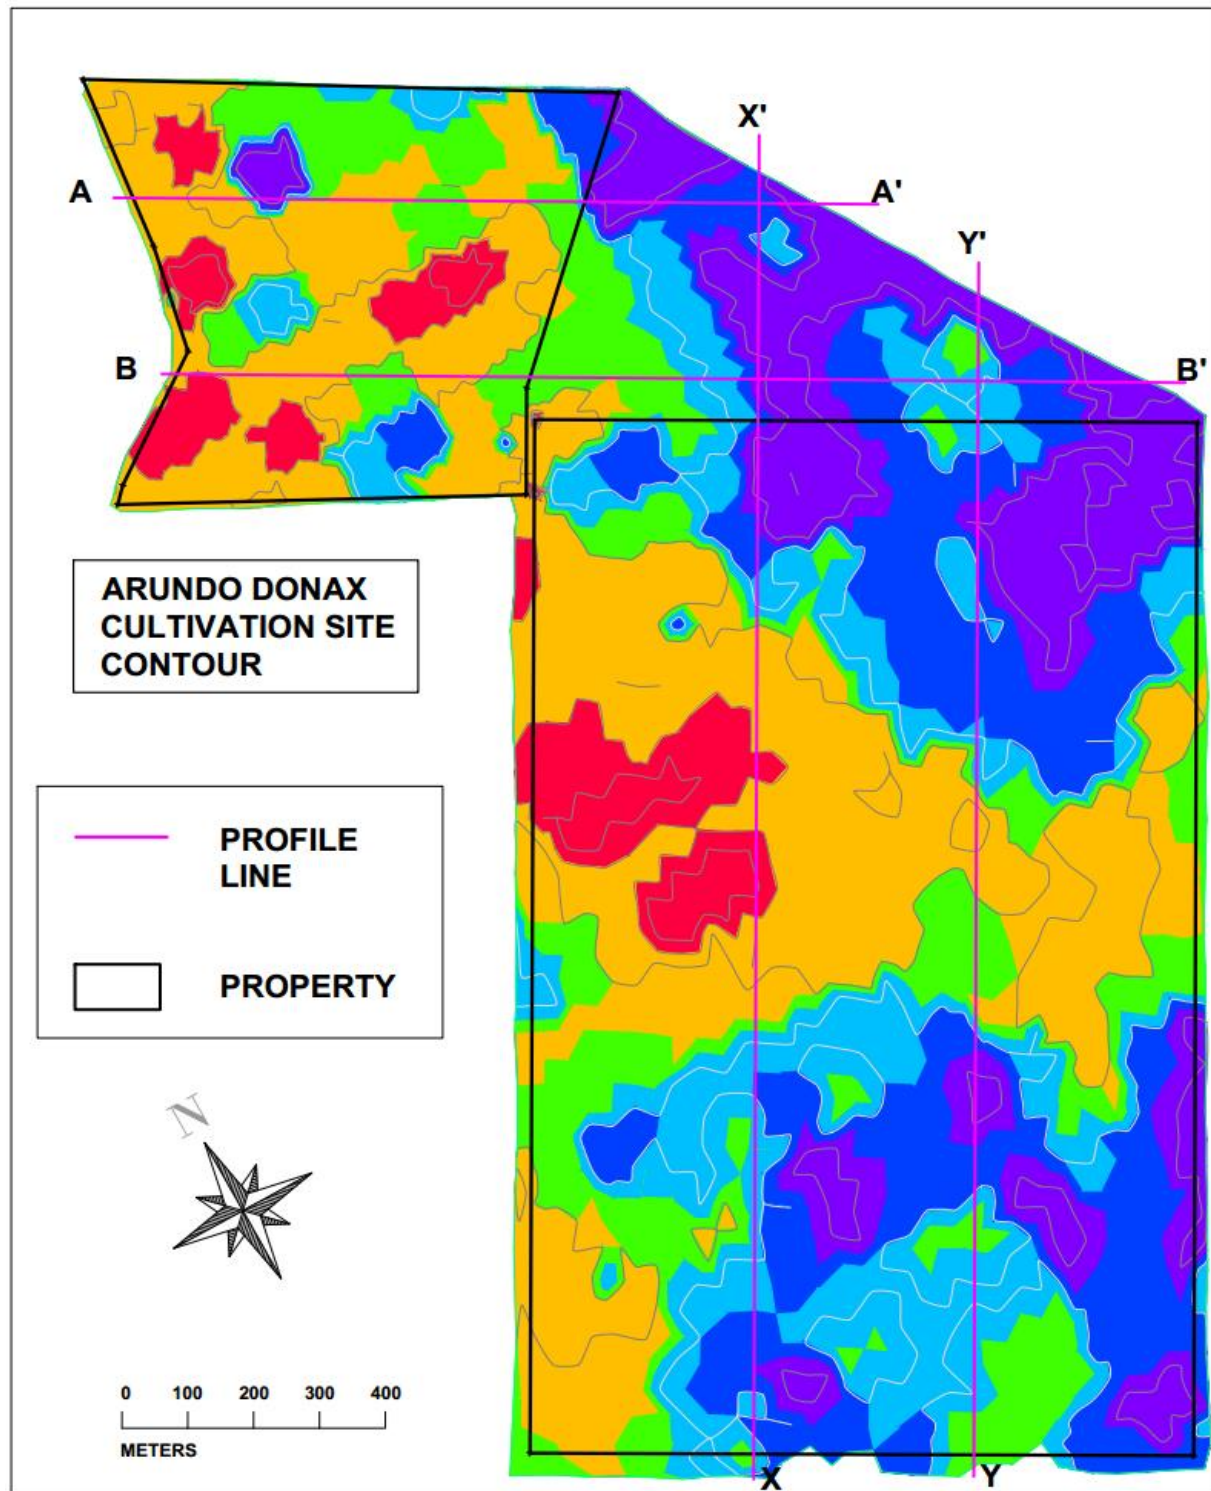 X'
A
A'
Y'
B
B'
ARUNDO DONAX
CULTIVATION SITE
CONTOUR
PROFILE
LINE
PROPERTY
N
0 100 200 300 400
METERS
X
Y